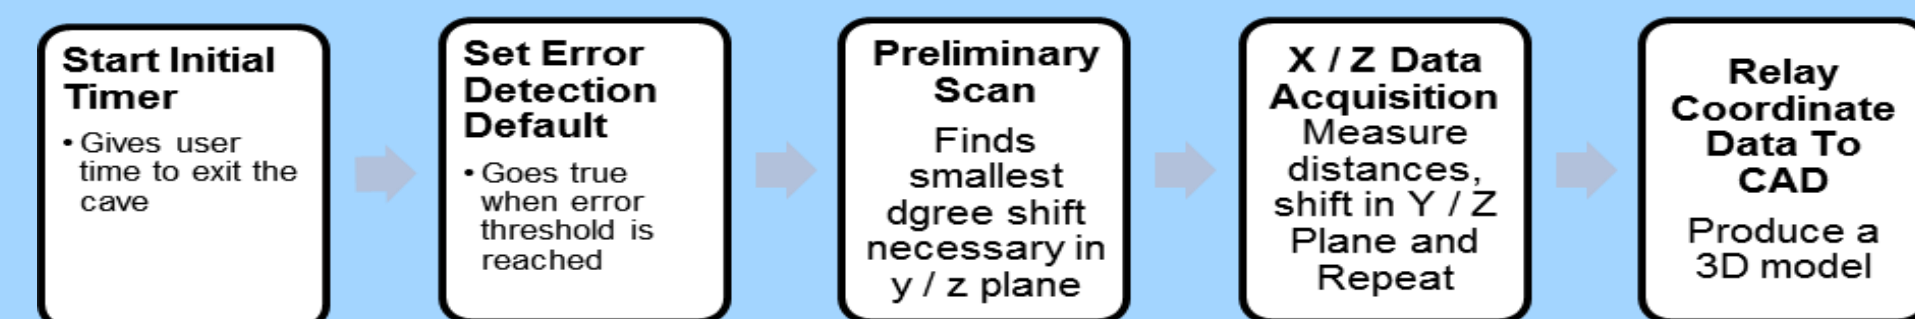 Start Initial
Timer
• Gives user
time to exit the
cave
Set Error
Detection
Default
• Goes true
when error
threshold is
reached
Preliminary
Scan
Finds
smallest
dgree shift
necessary in
y / z plane
X / Z Data
Acquisition
Measure
distances,
shift in Y / Z
Plane and
Repeat
Relay
Coordinate
Data To
CAD
Produce a
3D model